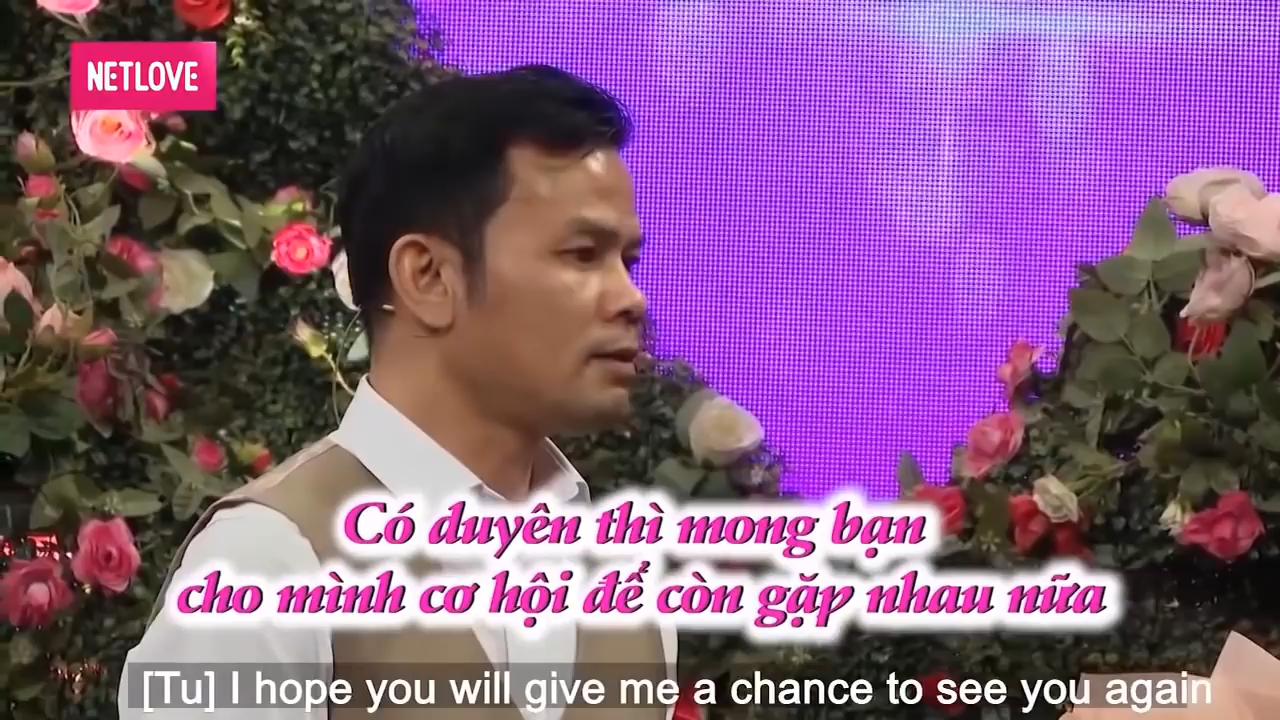 NETLOVE
Có duyên thì mong bạn
cho mình cơ hội để còn gặp nhau nữa
[Tu] I hope you will give me a chance to see you again